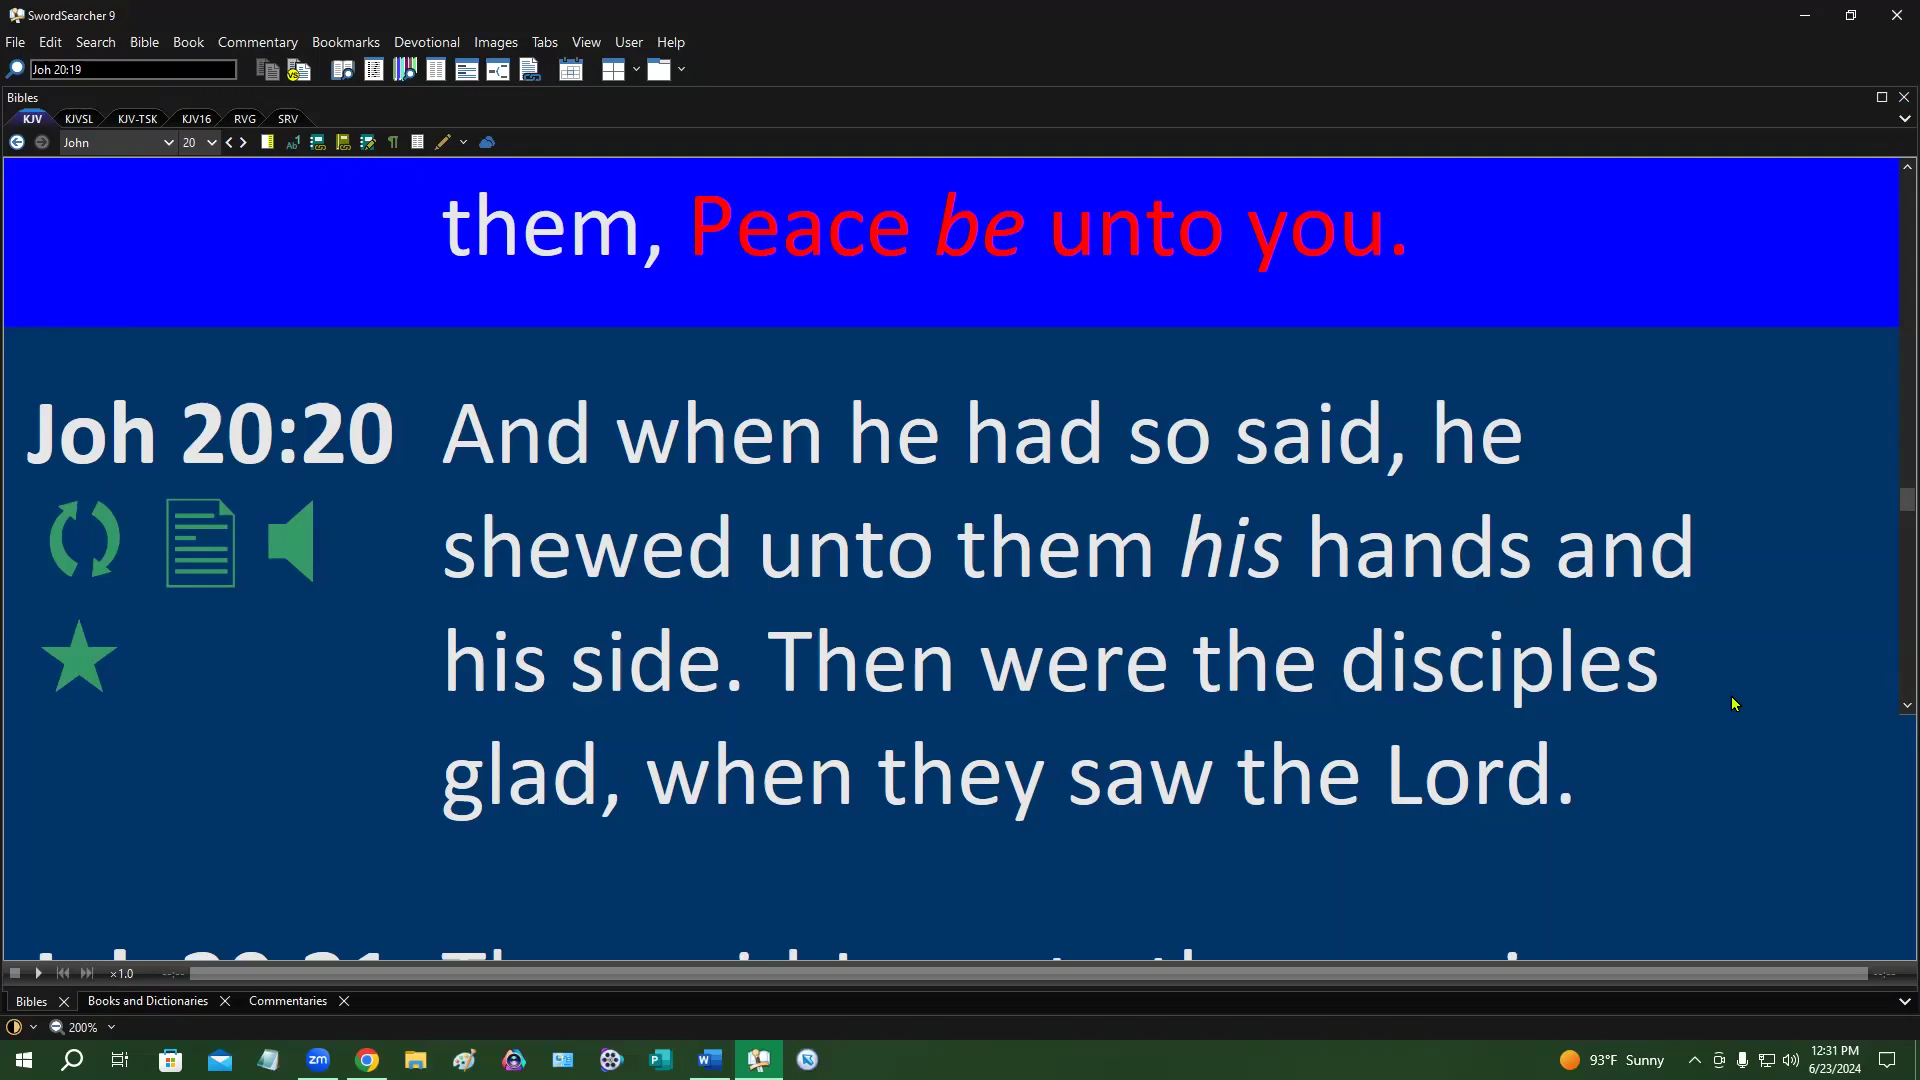 SwordSearcher 9
File Edit Search Bible Book Commentary Bookmarks Devotional Images Tabs View User Help
Joh 20:19
Bibles
KJV KJVSL KJV-TSK KJV16 RVG SRV
John 20
them, Peace be unto you.
Joh 20:20 And when he had so said, he
shewed unto them his hands and
his side. Then were the disciples
glad, when they saw the Lord.
×1.0 --:-- --:--
Bibles Books and Dictionaries Commentaries
200%
93°F Sunny 12:31 PM
6/23/2024